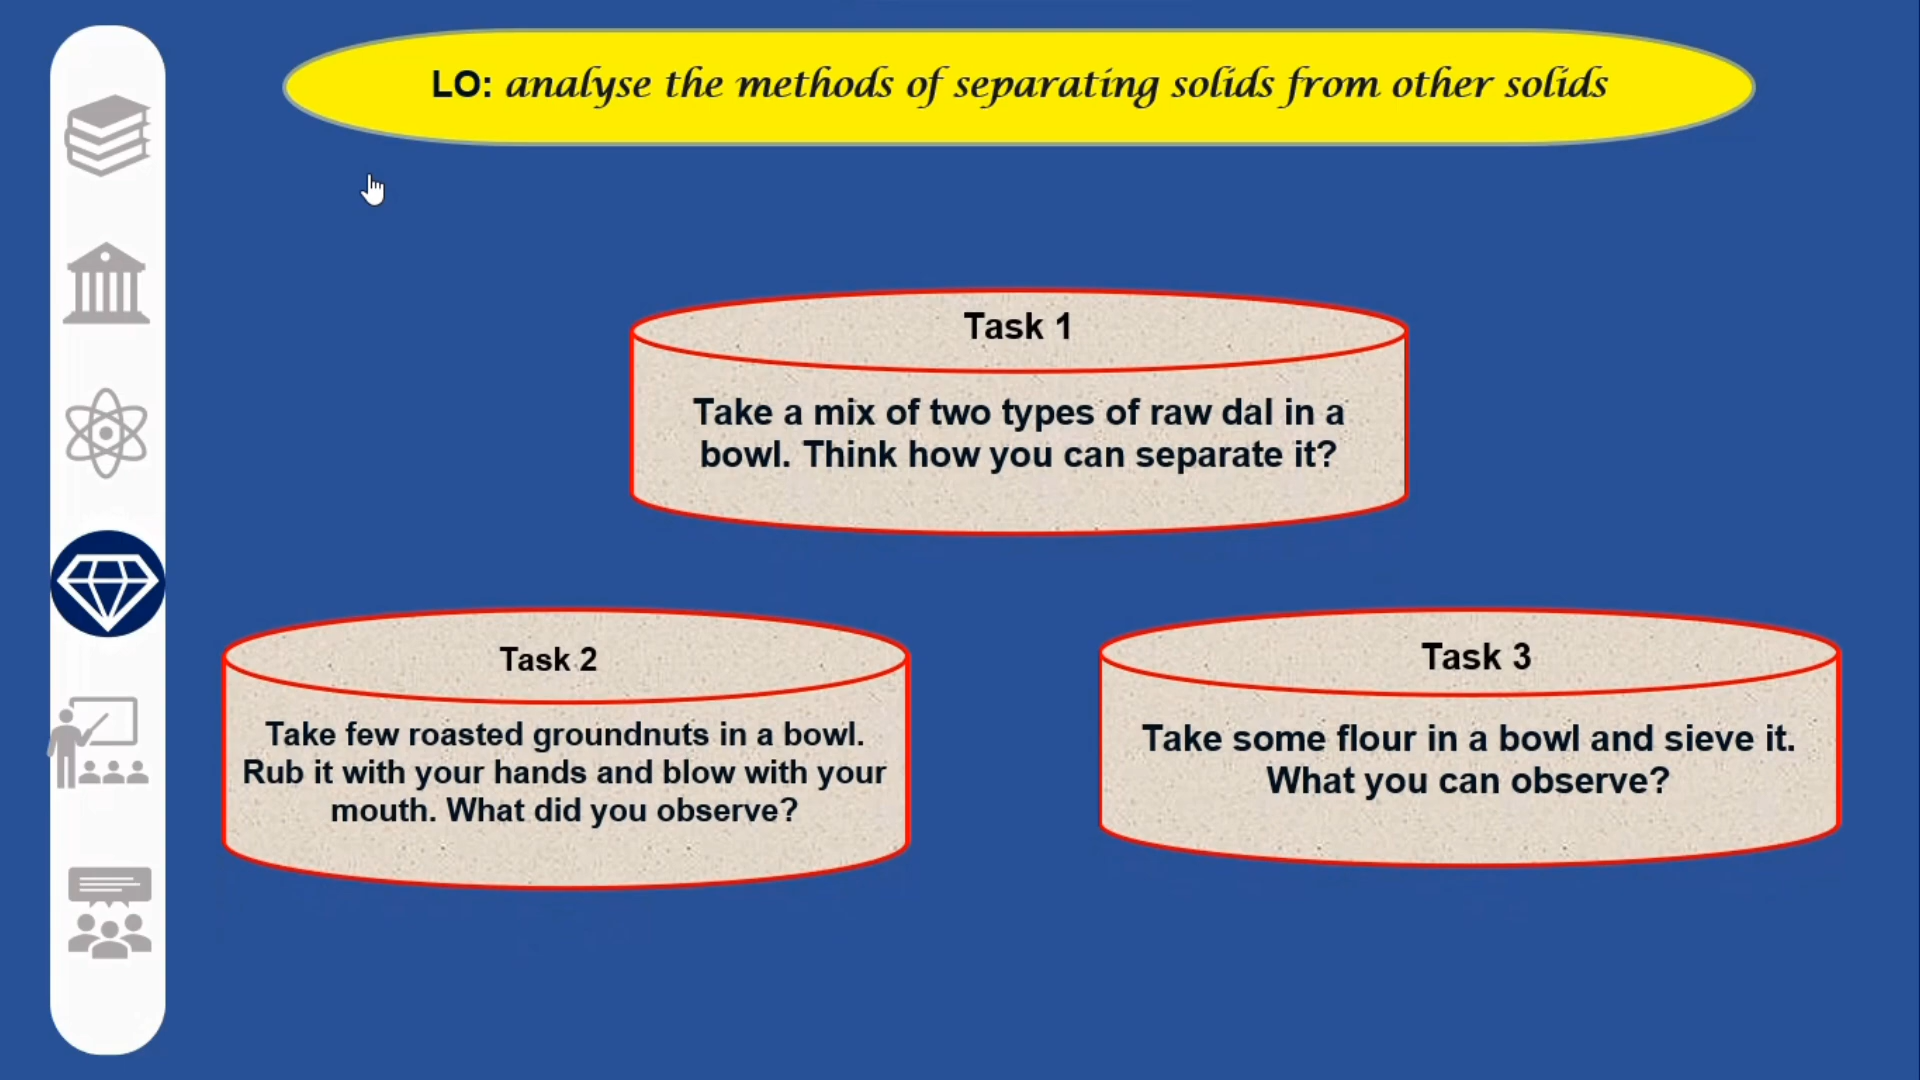 LO: analyse the methods of separating solids from other solids
Task 1
Take a mix of two types of raw dal in a
bowl. Think how you can separate it?
Task 2
Take few roasted groundnuts in a bowl.
Rub it with your hands and blow with your
mouth. What did you observe?
Task 3
Take some flour in a bowl and sieve it.
What you can observe?